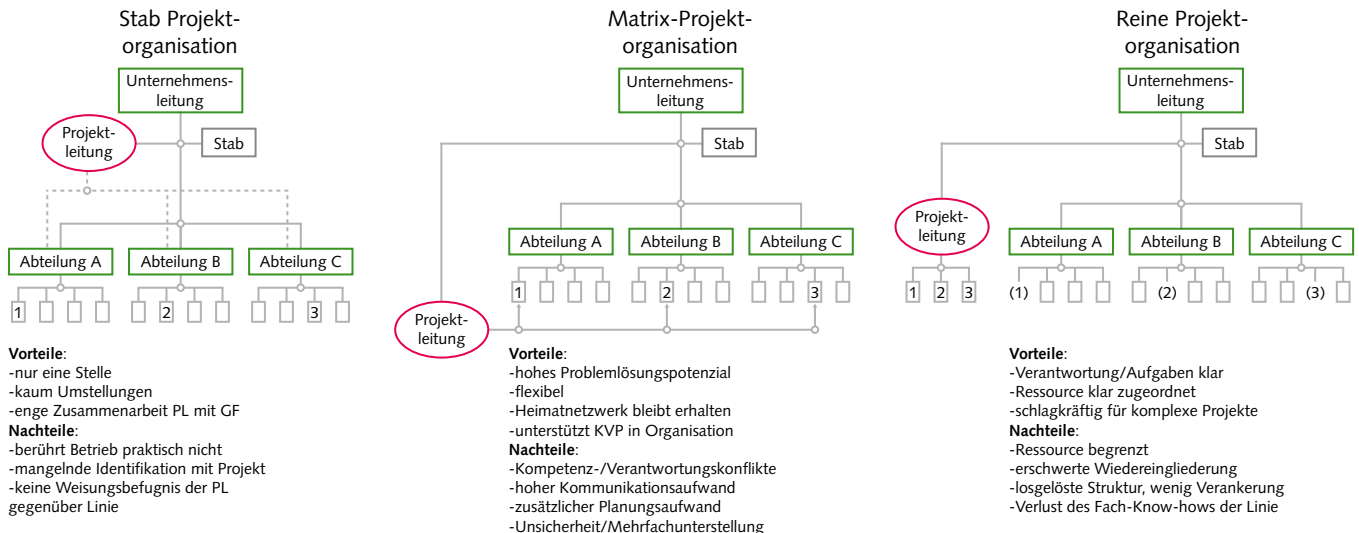 Stab Projekt-
organisation
Unternehmens-
leitung
Projekt-
leitung
Stab
Abteilung A
Abteilung B
Abteilung C
1
2
3
Vorteile:
-nur eine Stelle
-kaum Umstellungen
-enge Zusammenarbeit PL mit GF
Nachteile:
-berührt Betrieb praktisch nicht
-mangelnde Identifikation mit Projekt
-keine Weisungsbefugnis der PL
gegenüber Linie
Matrix-Projekt-
organisation
Unternehmens-
leitung
Stab
Abteilung A
Abteilung B
Abteilung C
1
2
3
Projekt-
leitung
Vorteile:
-hohes Problemlösungspotenzial
-flexibel
-Heimatnetzwerk bleibt erhalten
-unterstützt KVP in Organisation
Nachteile:
-Kompetenz-/Verantwortungskonflikte
-hoher Kommunikationsaufwand
-zusätzlicher Planungsaufwand
-Unsicherheit/Mehrfachunterstellung
Reine Projekt-
organisation
Unternehmens-
leitung
Stab
Projekt-
leitung
Abteilung A
Abteilung B
Abteilung C
1
2
3
(1)
(2)
(3)
Vorteile:
-Verantwortung/Aufgaben klar
-Ressource klar zugeordnet
-schlagkräftig für komplexe Projekte
Nachteile:
-Ressource begrenzt
-erschwerte Wiedereingliederung
-losgelöste Struktur, wenig Verankerung
-Verlust des Fach-Know-hows der Linie